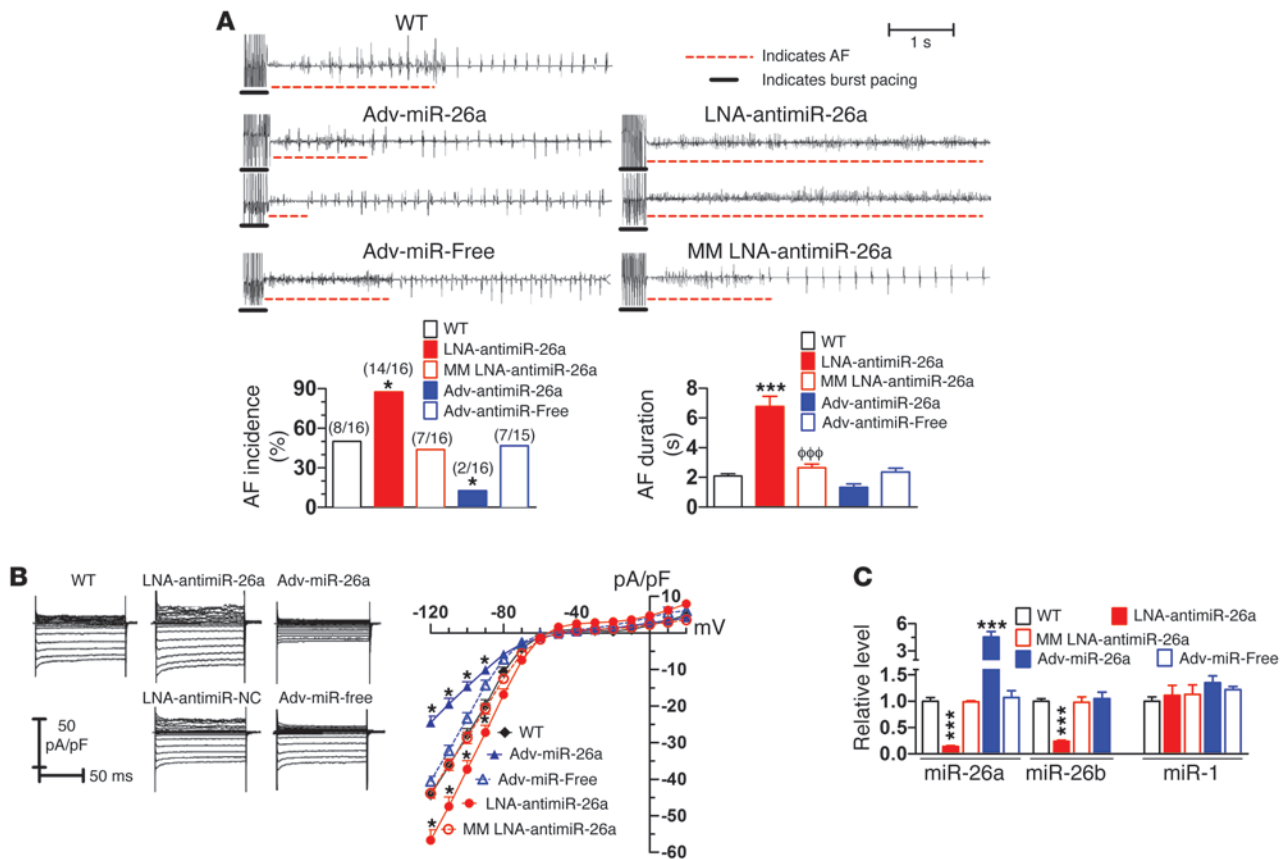 A
WT
1 s
Indicates AF
Indicates burst pacing
Adv-miR-26a
LNA-antimiR-26a
Adv-miR-Free
MM LNA-antimiR-26a
WT
LNA-antimiR-26a
MM LNA-antimiR-26a
Adv-antimiR-26a
Adv-antimiR-Free
AF incidence
(%)
90
60
30
0
(8/16)
(14/16)
*
(7/16)
(2/16)
*
(7/15)
WT
LNA-antimiR-26a
MM LNA-antimiR-26a
Adv-antimiR-26a
Adv-antimiR-Free
AF duration
(s)
8
6
4
2
0
***
ϕϕϕ
B
WT
LNA-antimiR-26a
Adv-miR-26a
LNA-antimiR-NC
Adv-miR-free
50
pA/pF
50 ms
pA/pF
10
-120
-80
-40
mV
-10
-20
-30
-40
-50
-60
* * * *
* * * *
WT
Adv-miR-26a
Adv-miR-Free
LNA-antimiR-26a
MM LNA-antimiR-26a
C
WT
LNA-antimiR-26a
MM LNA-antimiR-26a
Adv-miR-26a
Adv-miR-Free
Relative level
6
3
1.0
0.5
0.0
***
***
***
miR-26a
miR-26b
miR-1